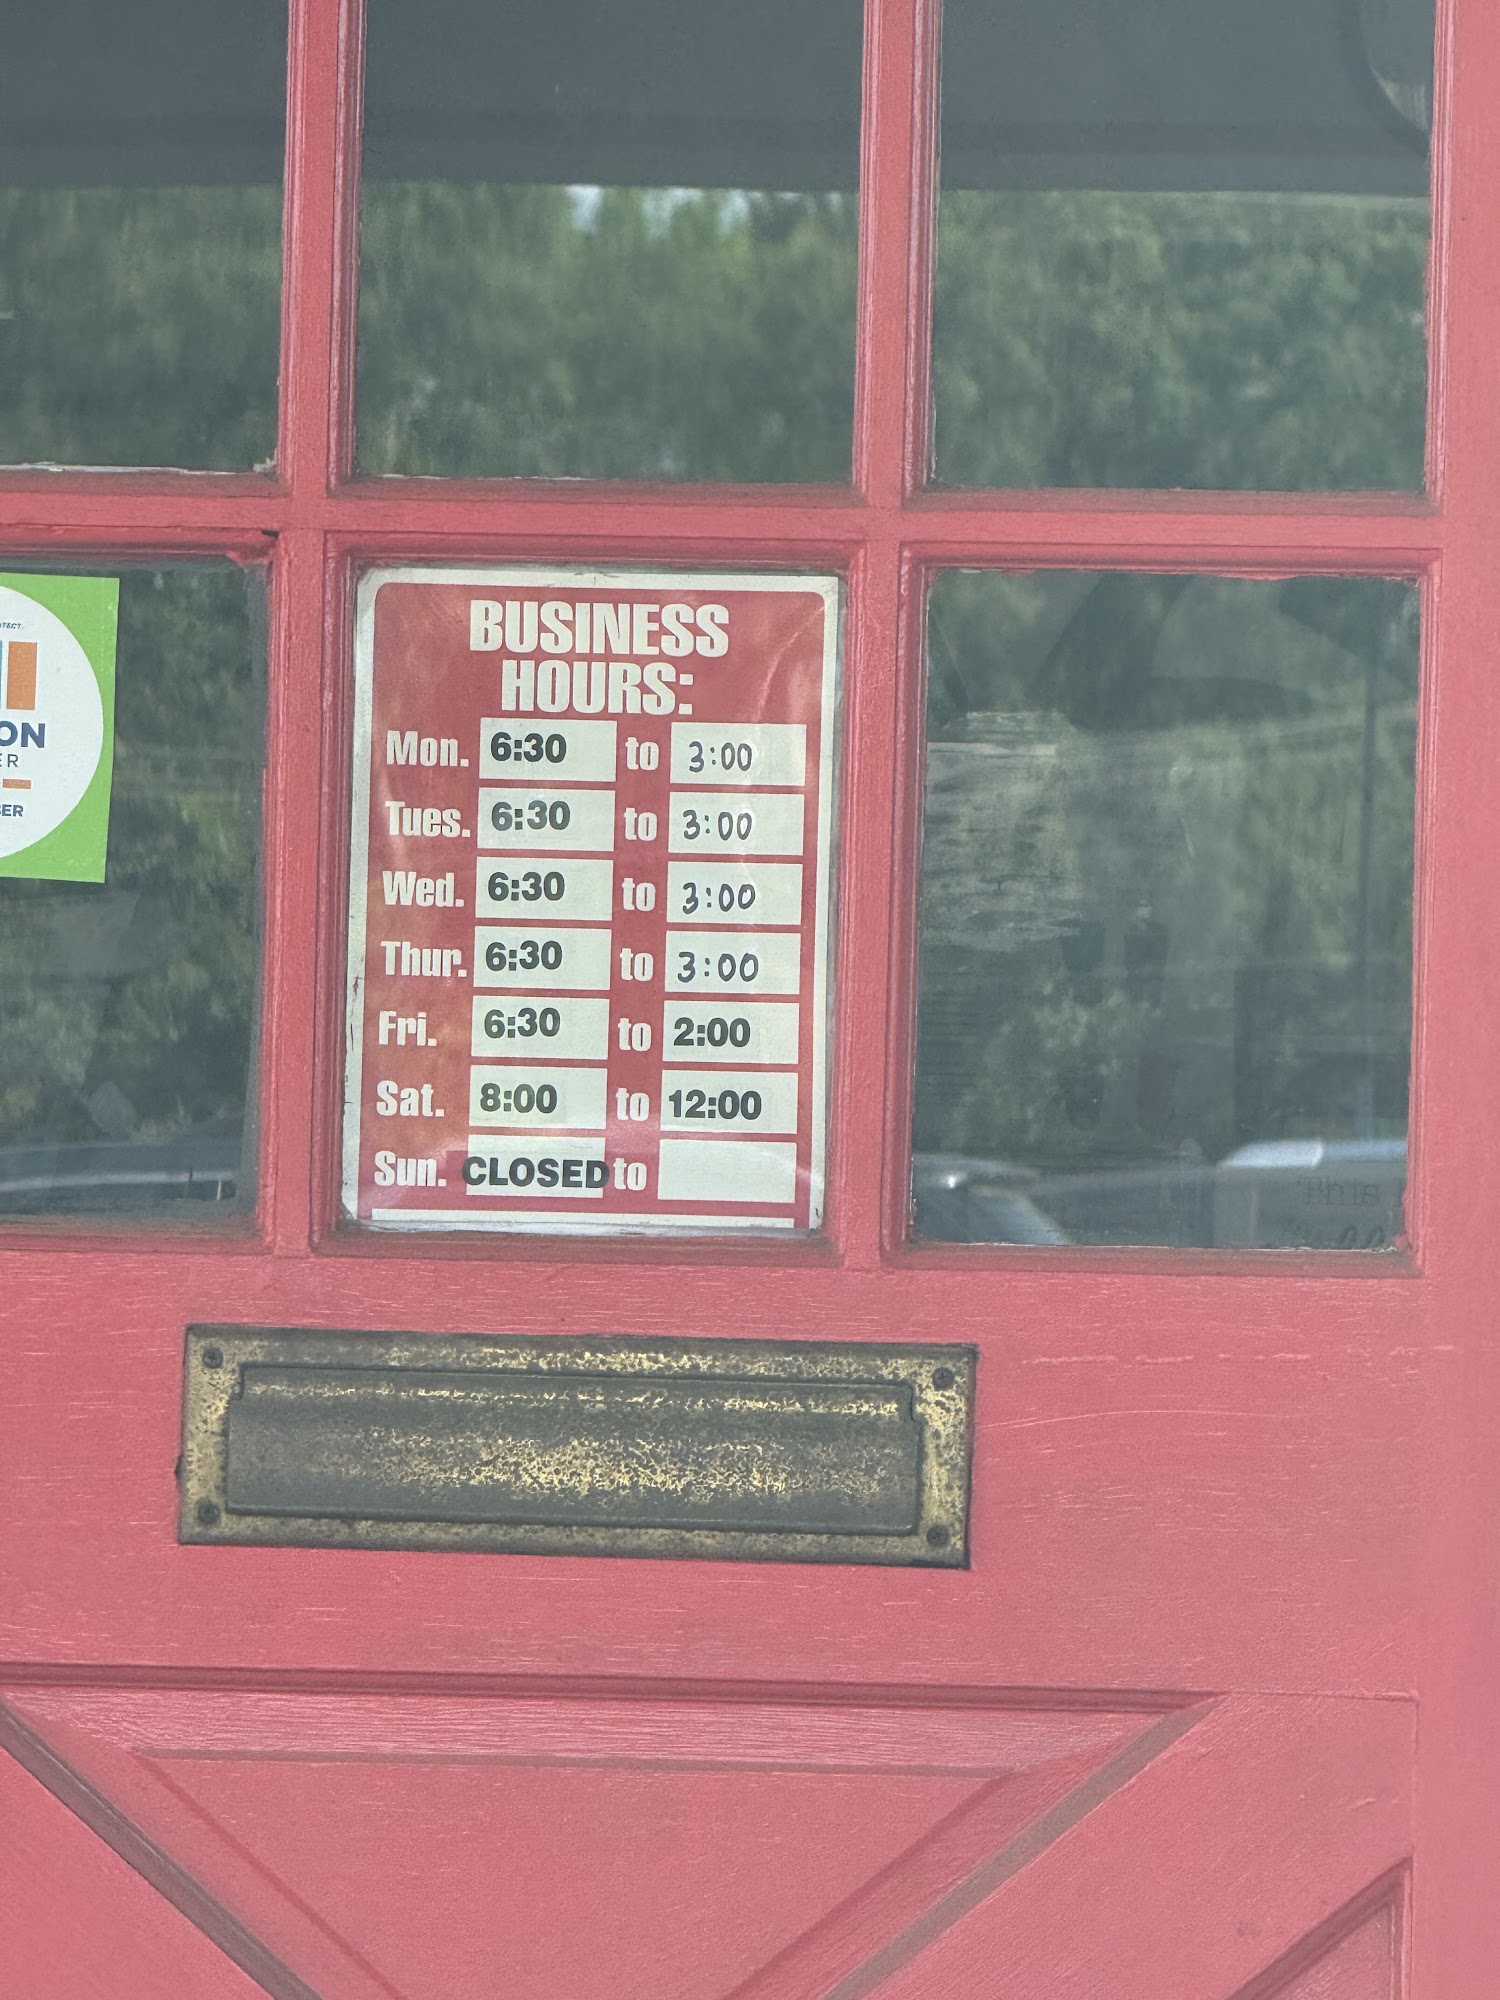 BUSINESS
HOURS:
Mon. 6:30 to 3:00
Tues. 6:30 to 3:00
Wed. 6:30 to 3:00
Thur. 6:30 to 3:00
Fri. 6:30 to 2:00
Sat. 8:00 to 12:00
Sun. CLOSED to
ON
ER
BER
This